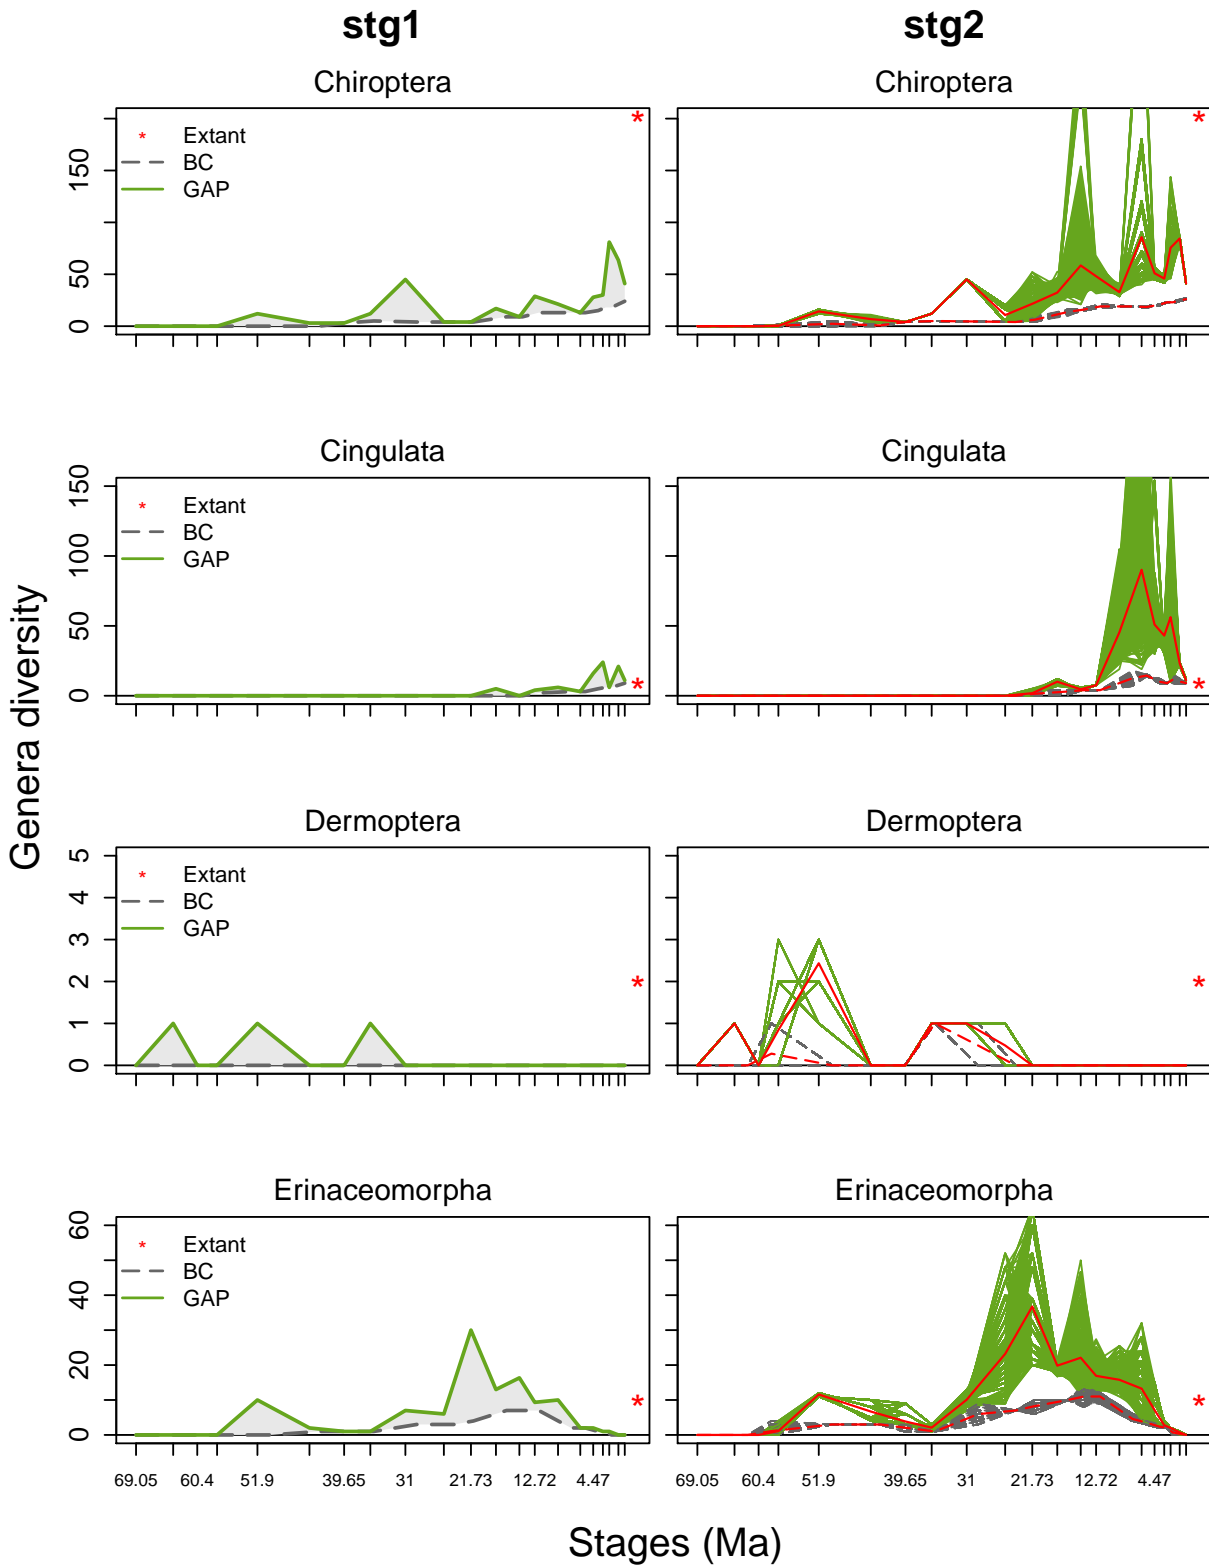 stg1
stg2
Chiroptera
Chiroptera
* Extant
BC
GAP
0 50 150
*
*
Cingulata
Cingulata
* Extant
BC
GAP
0 50 100 150
*
*
Dermoptera
Dermoptera
* Extant
BC
GAP
0 1 2 3 4 5
*
*
Erinaceomorpha
Erinaceomorpha
* Extant
BC
GAP
0 20 40 60
*
*
69.05 60.4 51.9 39.65 31 21.73 12.72 4.47
69.05 60.4 51.9 39.65 31 21.73 12.72 4.47
Genera diversity
Stages (Ma)